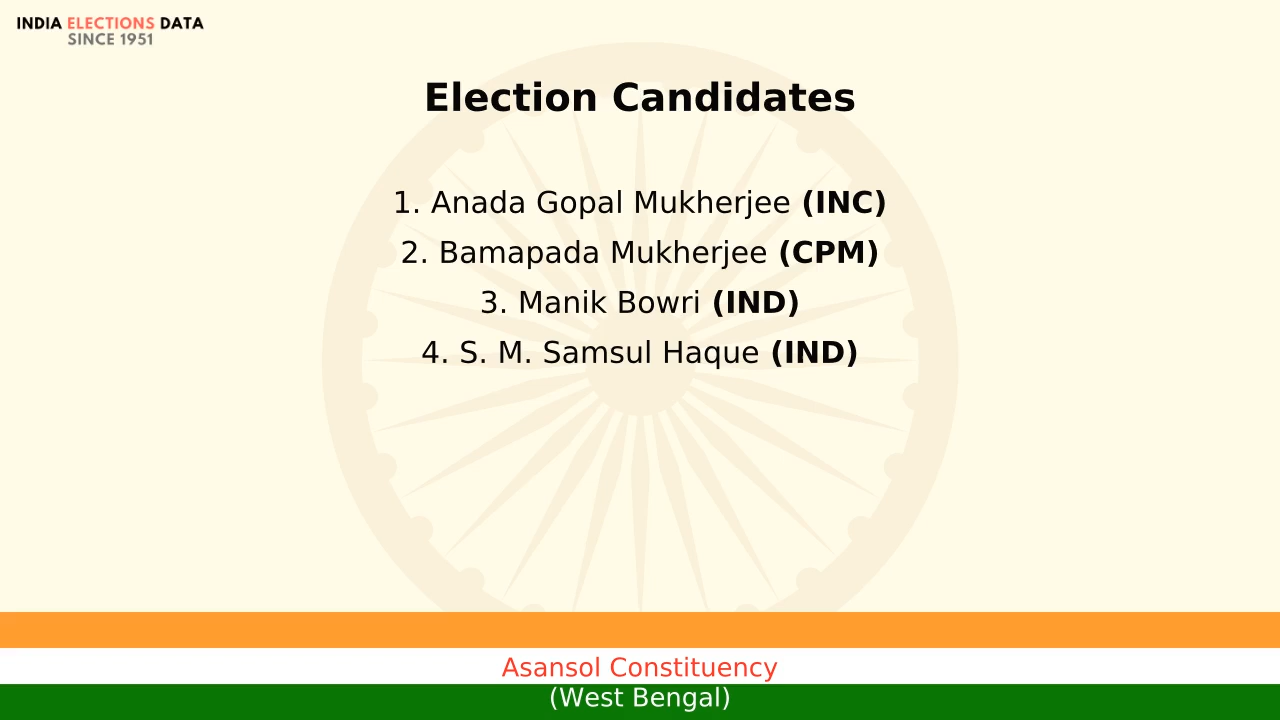 INDIA ELECTIONS DATA
SINCE 1951
Election Candidates
1. Anada Gopal Mukherjee (INC)
2. Bamapada Mukherjee (CPM)
3. Manik Bowri (IND)
4. S. M. Samsul Haque (IND)
Asansol Constituency
(West Bengal)